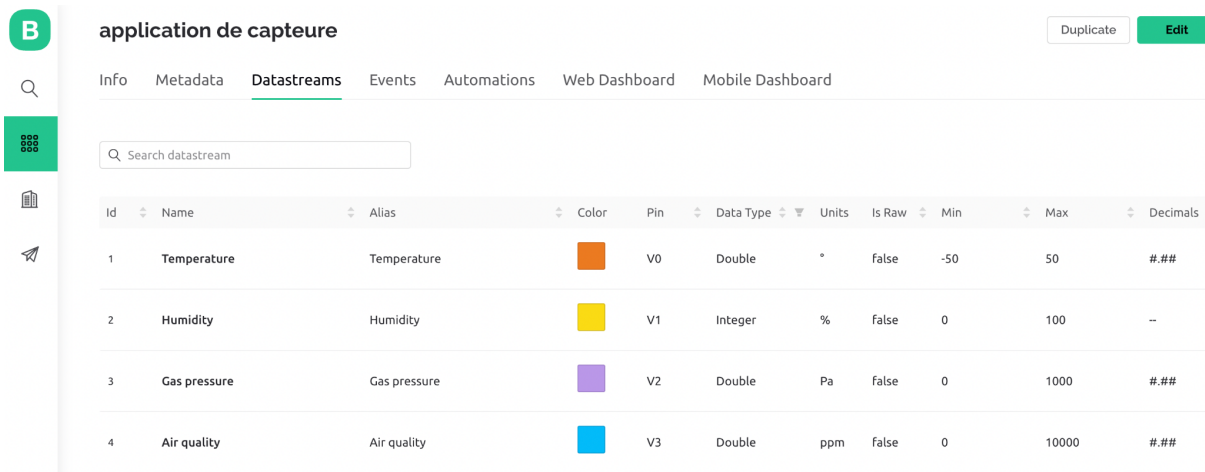 B
application de capteure
Duplicate
Edit
Info Metadata Datastreams Events Automations Web Dashboard Mobile Dashboard
Search datastream
Id Name Alias Color Pin Data Type Units Is Raw Min Max Decimals
1 Temperature Temperature V0 Double ° false -50 50 #.##
2 Humidity Humidity V1 Integer % false 0 100 --
3 Gas pressure Gas pressure V2 Double Pa false 0 1000 #.##
4 Air quality Air quality V3 Double ppm false 0 10000 #.##